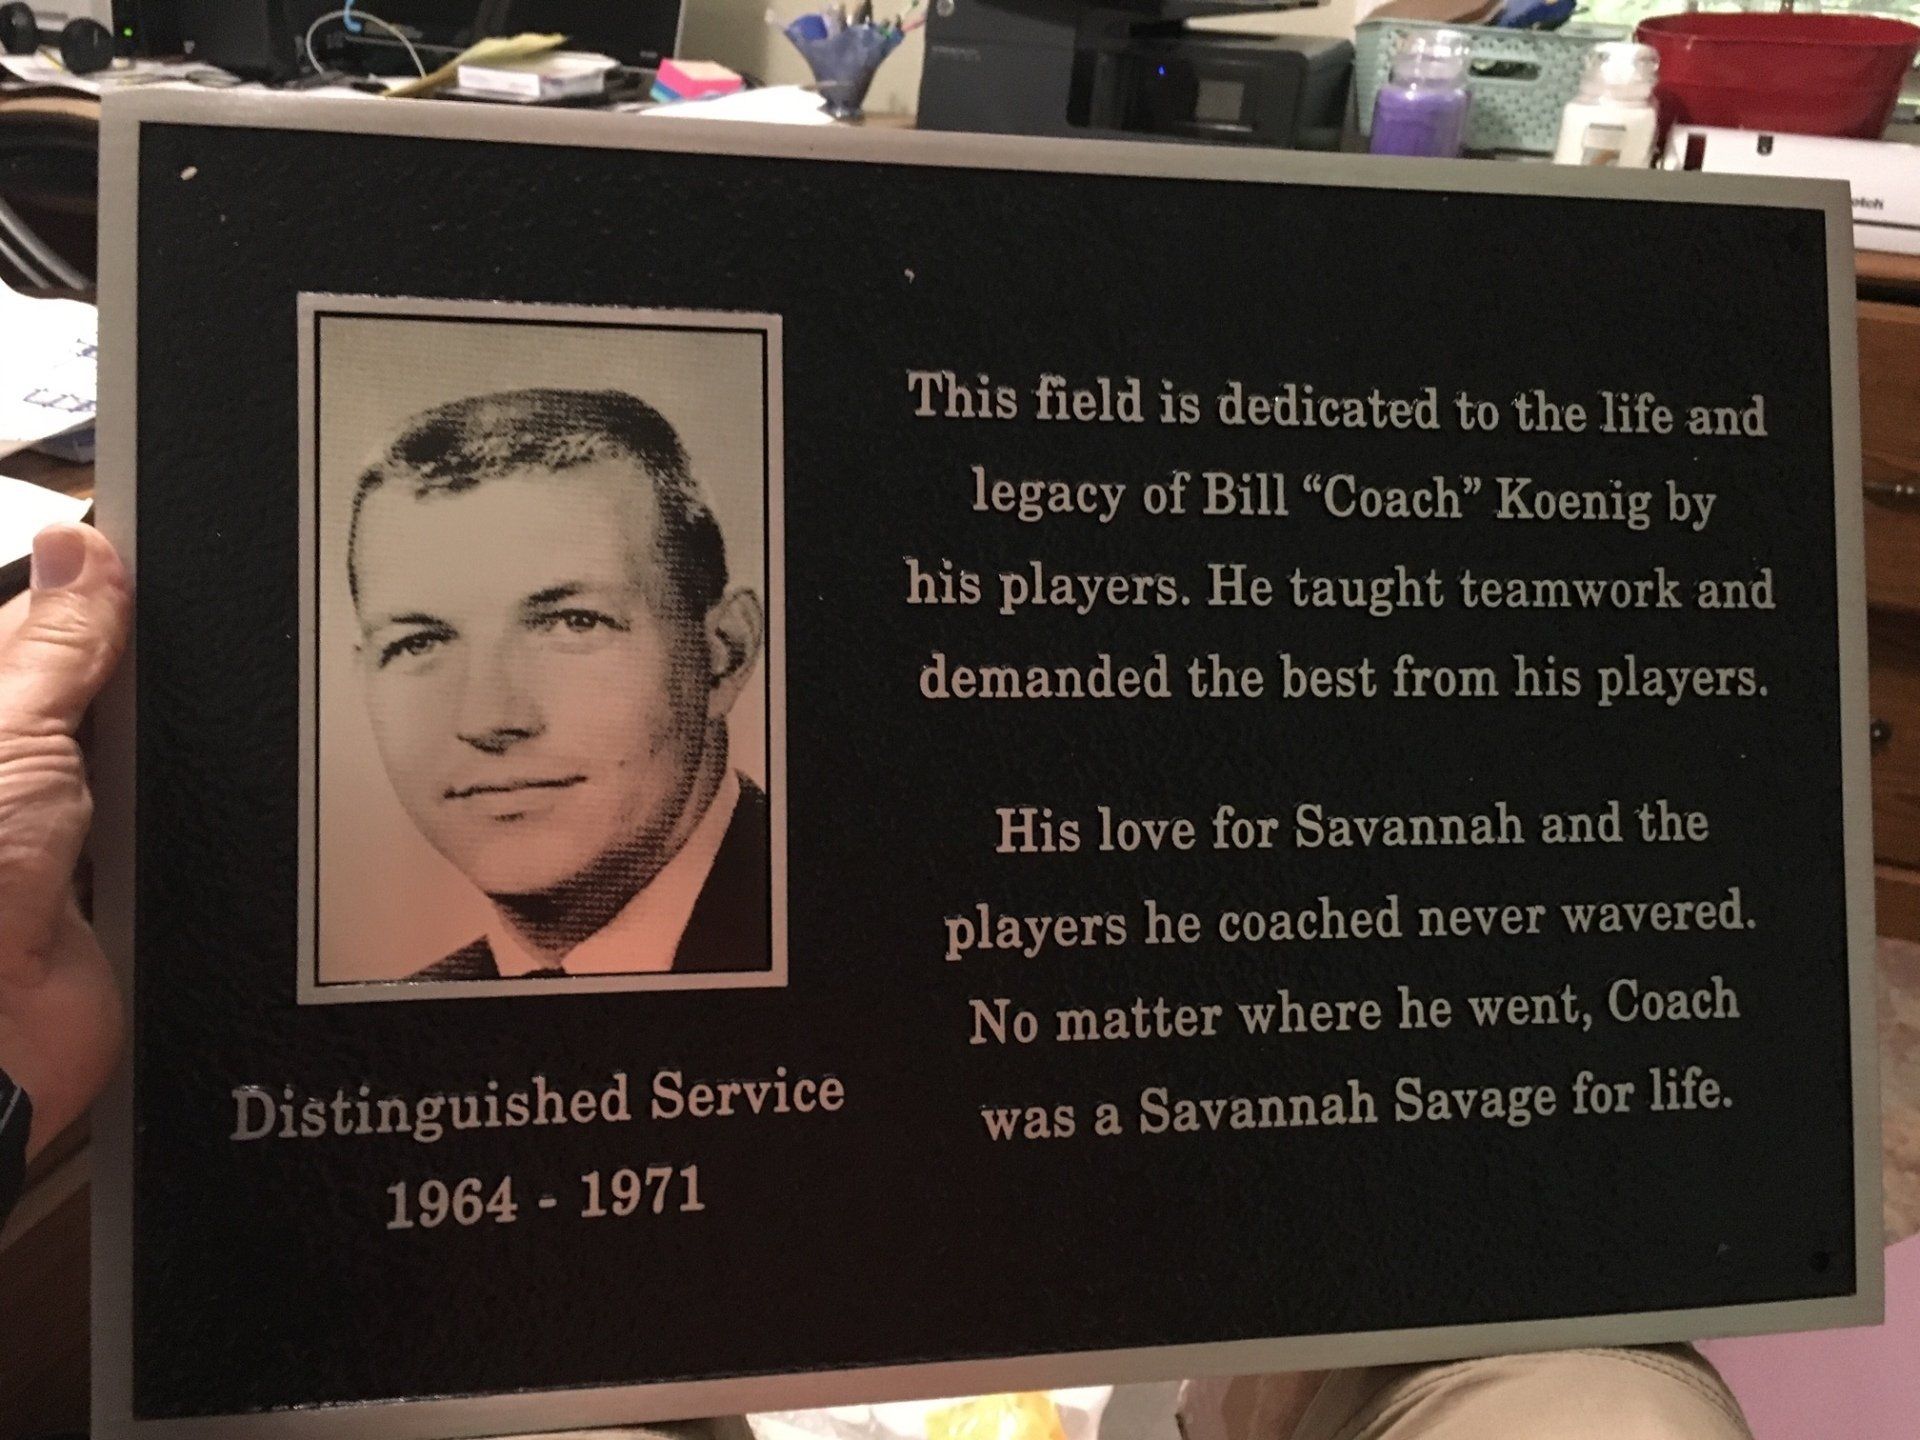 This field is dedicated to the life and
legacy of Bill “Coach” Koenig by
his players. He taught teamwork and
demanded the best from his players.
His love for Savannah and the
players he coached never wavered.
No matter where he went, Coach
was a Savannah Savage for life.
Distinguished Service
1964 - 1971